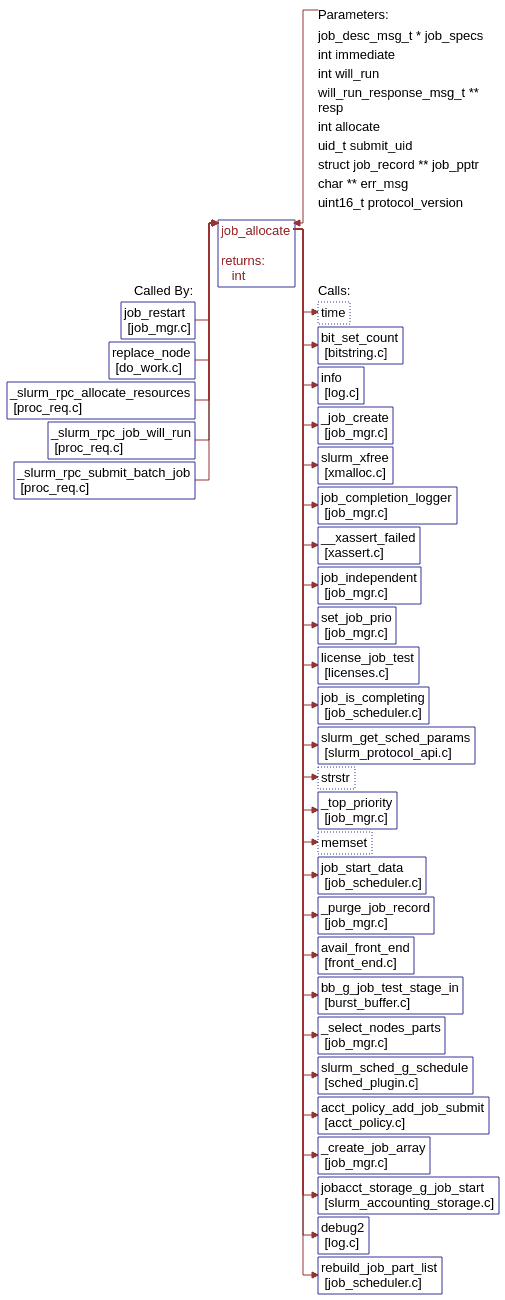 Parameters:
job_desc_msg_t * job_specs
int immediate
int will_run
will_run_response_msg_t **
resp
int allocate
uid_t submit_uid
struct job_record ** job_pptr
char ** err_msg
uint16_t protocol_version
job_allocate
returns:
int
Called By:
job_restart
[job_mgr.c]
replace_node
[do_work.c]
_slurm_rpc_allocate_resources
[proc_req.c]
_slurm_rpc_job_will_run
[proc_req.c]
_slurm_rpc_submit_batch_job
[proc_req.c]
Calls:
time
bit_set_count
[bitstring.c]
info
[log.c]
_job_create
[job_mgr.c]
slurm_xfree
[xmalloc.c]
job_completion_logger
[job_mgr.c]
__xassert_failed
[xassert.c]
job_independent
[job_mgr.c]
set_job_prio
[job_mgr.c]
license_job_test
[licenses.c]
job_is_completing
[job_scheduler.c]
slurm_get_sched_params
[slurm_protocol_api.c]
strstr
_top_priority
[job_mgr.c]
memset
job_start_data
[job_scheduler.c]
_purge_job_record
[job_mgr.c]
avail_front_end
[front_end.c]
bb_g_job_test_stage_in
[burst_buffer.c]
_select_nodes_parts
[job_mgr.c]
slurm_sched_g_schedule
[sched_plugin.c]
acct_policy_add_job_submit
[acct_policy.c]
_create_job_array
[job_mgr.c]
jobacct_storage_g_job_start
[slurm_accounting_storage.c]
debug2
[log.c]
rebuild_job_part_list
[job_scheduler.c]